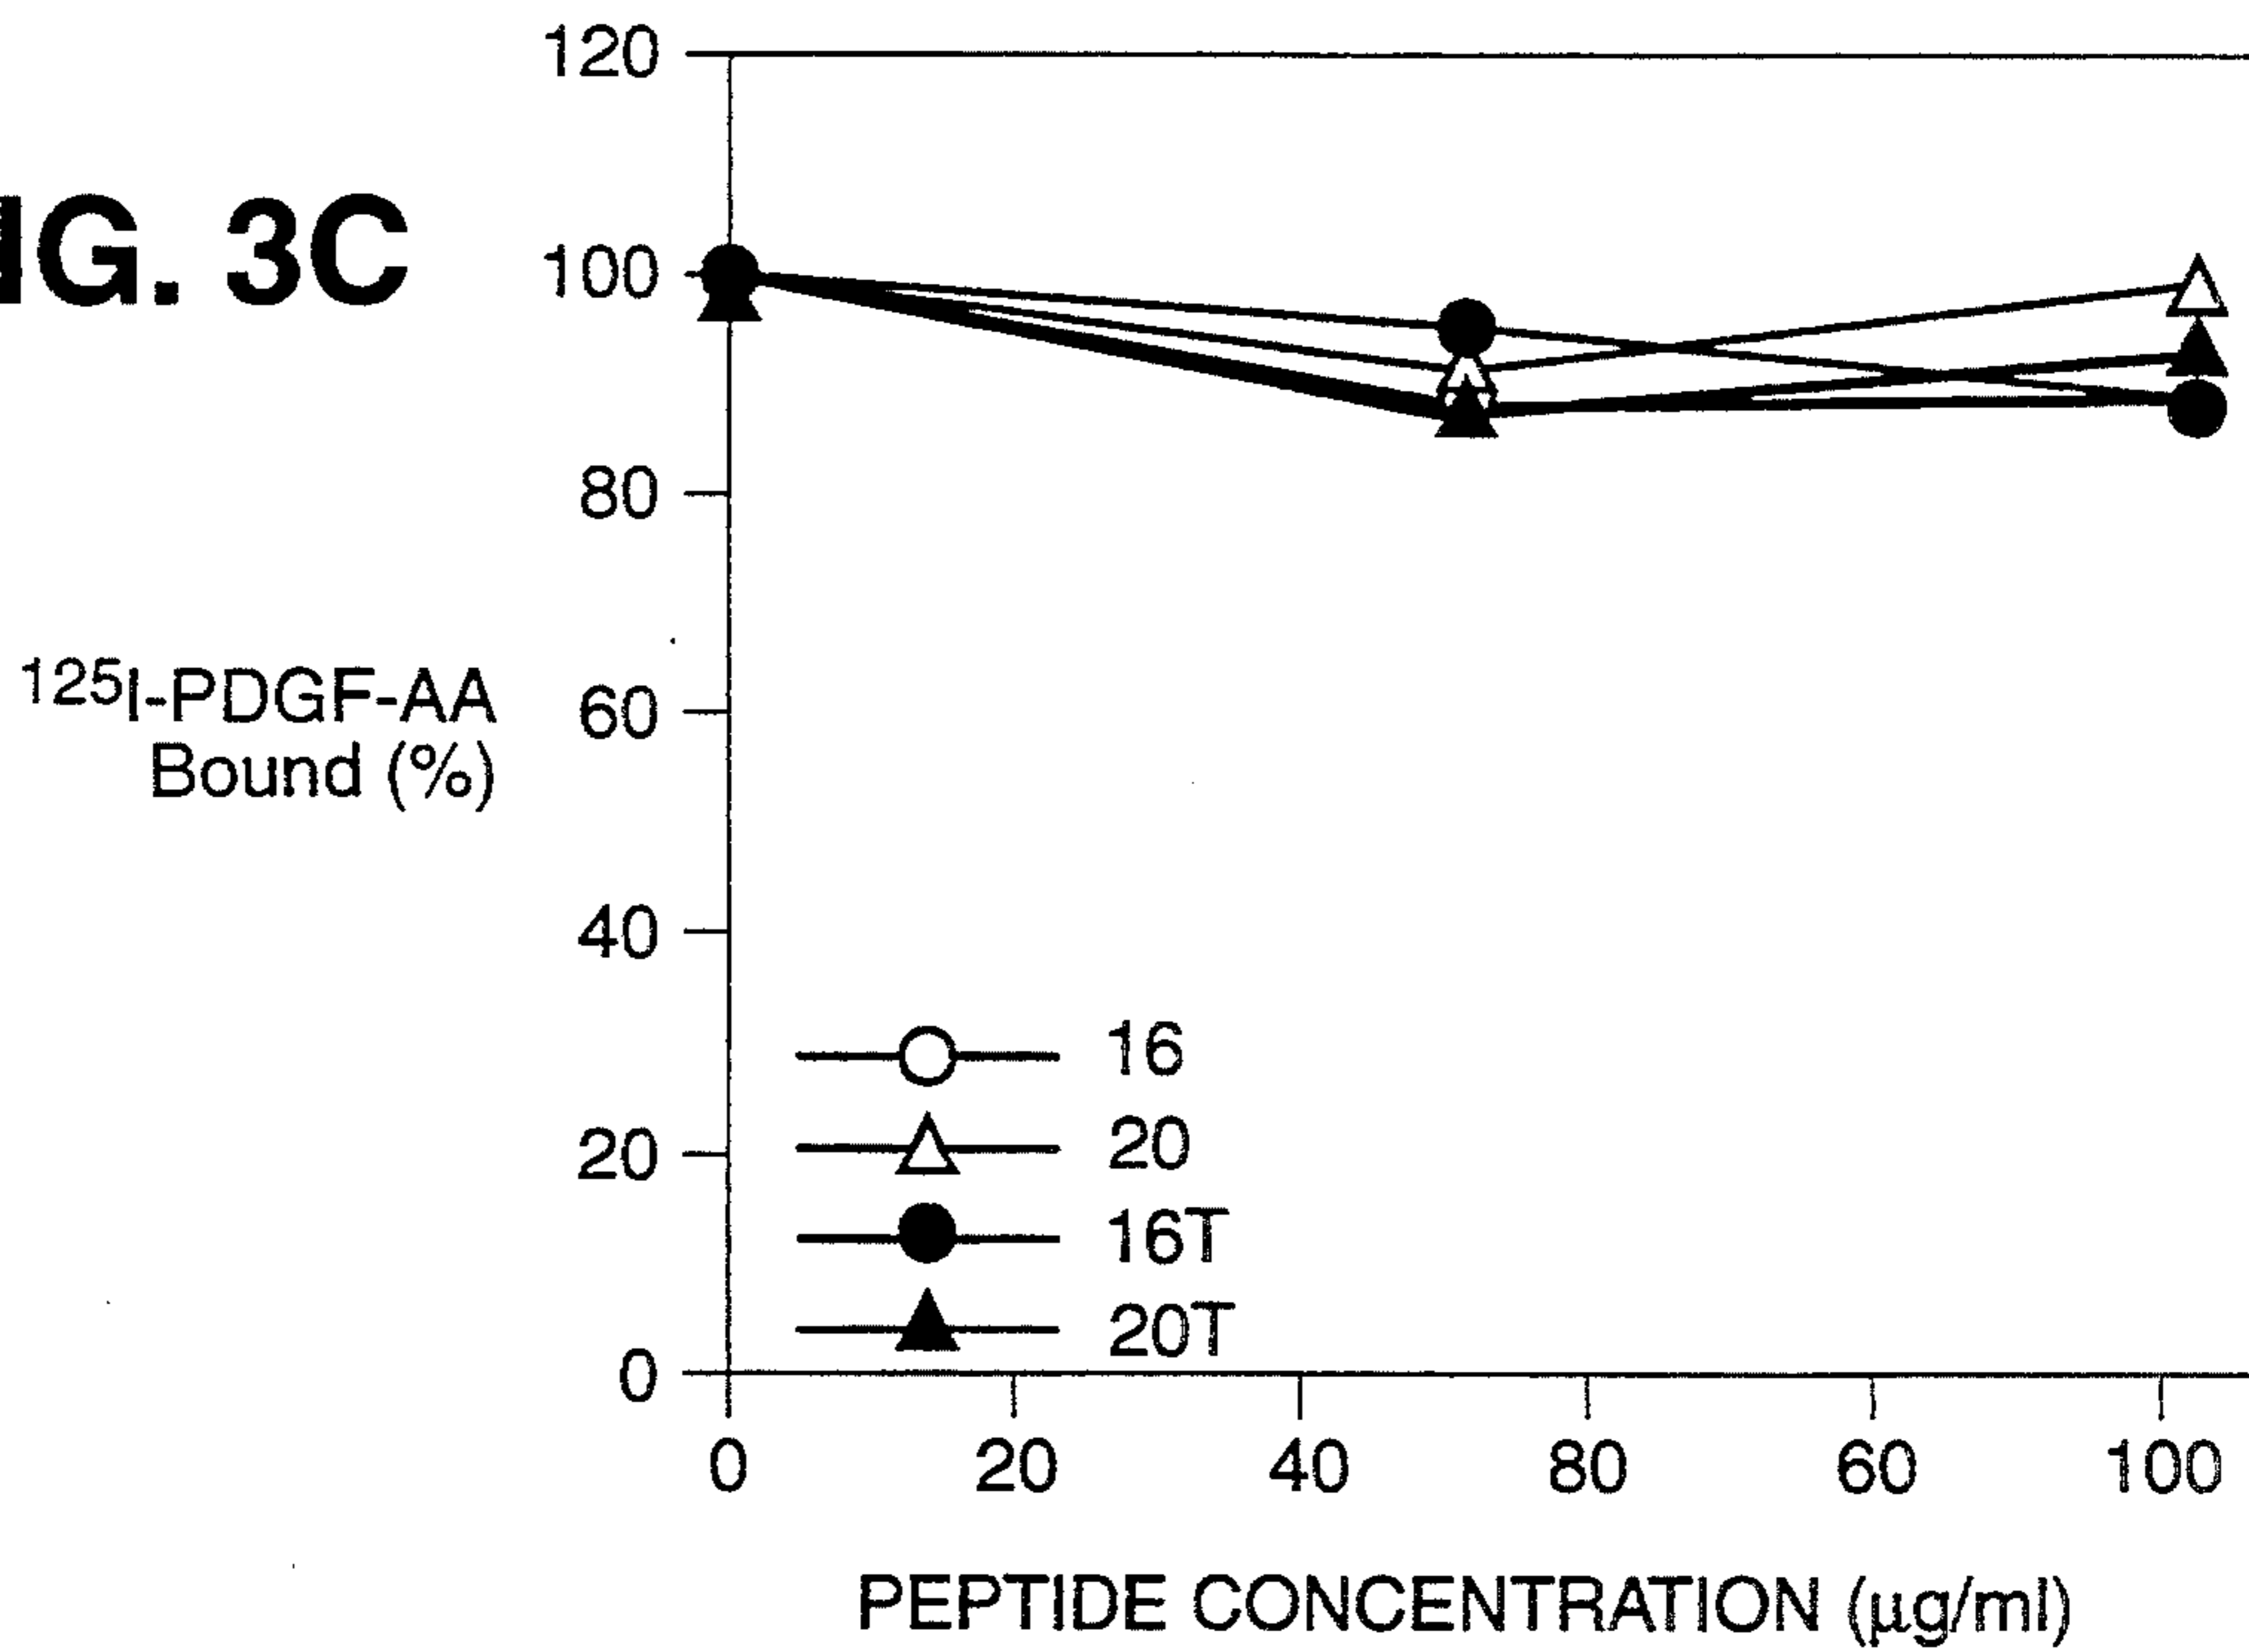 120
IG. 3C
100
80
125I-PDGF-AA
Bound (%)
60
40
16
20
20
16T
20T
0
0 20 40 80 60 100
PEPTIDE CONCENTRATION (µg/ml)